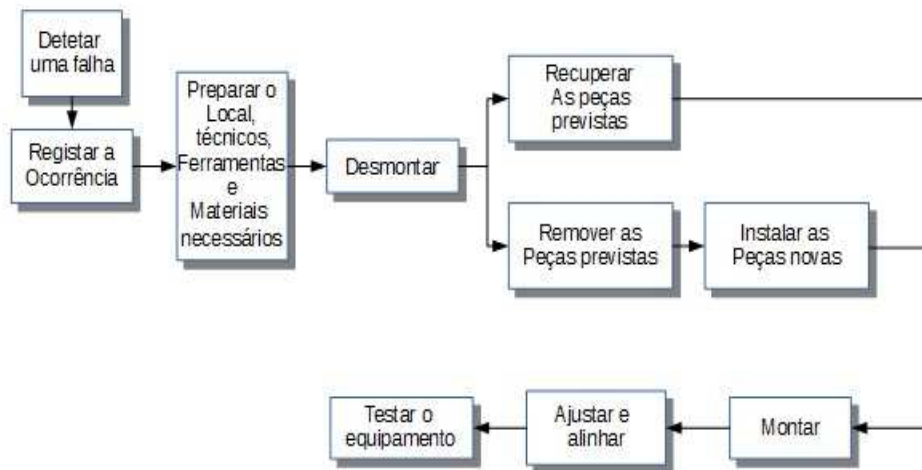 Detetar
uma falha
Registar a
Ocorrência
Preparar o
Local,
técnicos,
Ferramentas
e
Materiais
necessários
Desmontar
Recuperar
As peças
previstas
Remover as
Peças previstas
Instalar as
Peças novas
Montar
Ajustar e
alinhar
Testar o
equipamento